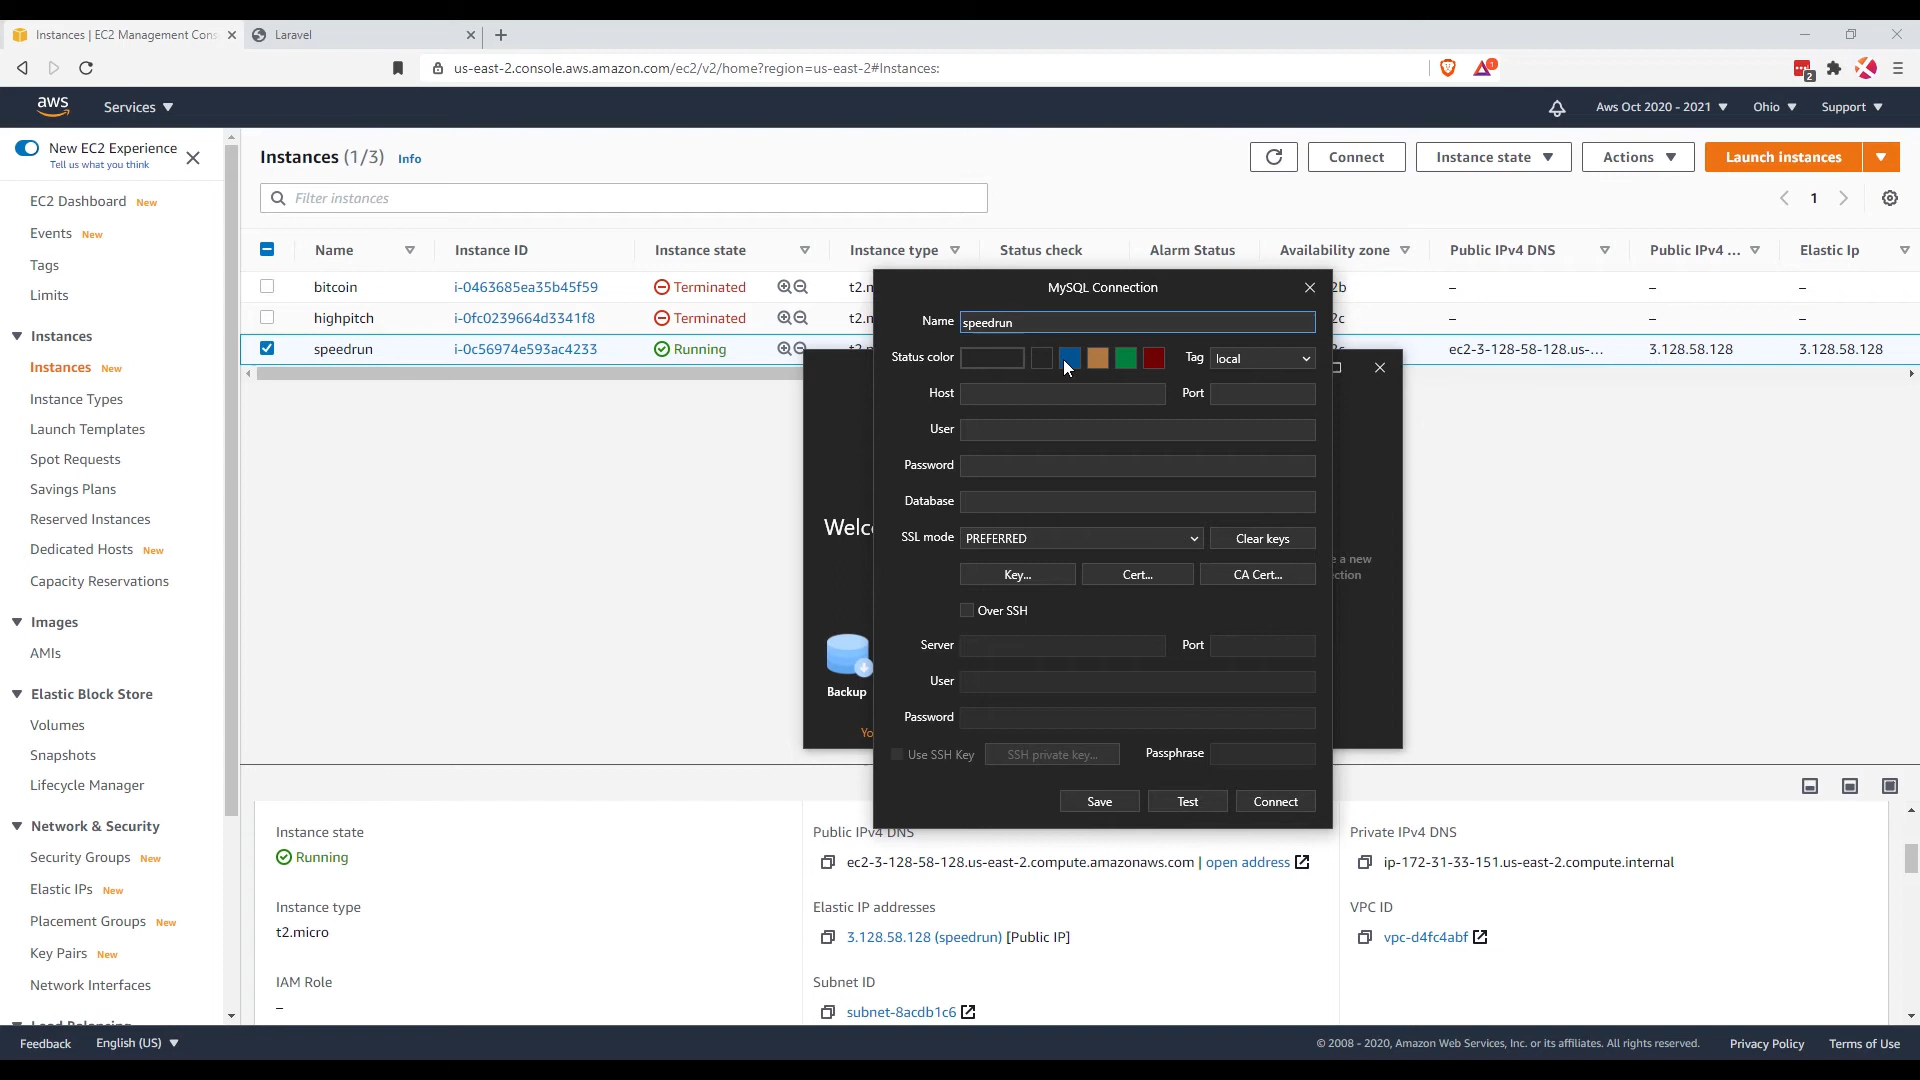 Instances | EC2 Management Cons
Laravel
us-east-2.console.aws.amazon.com/ec2/v2/home?region=us-east-2#Instances:
1
2
aws
Services
Aws Oct 2020 - 2021
Ohio
Support
New EC2 Experience
Tell us what you think
EC2 Dashboard New
Events New
Tags
Limits
Instances
Instances New
Instance Types
Launch Templates
Spot Requests
Savings Plans
Reserved Instances
Dedicated Hosts New
Capacity Reservations
Images
AMIs
Elastic Block Store
Volumes
Snapshots
Lifecycle Manager
Network & Security
Security Groups New
Elastic IPs New
Placement Groups New
Key Pairs New
Network Interfaces
Load Balancing
Instances (1/3) Info
Connect
Instance state
Actions
Launch instances
Filter instances
1
Name Instance ID Instance state Instance type Status check Alarm Status Availability zone Public IPv4 DNS Public IPv4 ... Elastic Ip
bitcoin i-0463685ea35b45f59 Terminated t2.m 2b – – –
highpitch i-0fc0239664d3341f8 Terminated t2.m 2c – – –
speedrun i-0c56974e593ac4233 Running ec2-3-128-58-128.us-... 3.128.58.128 3.128.58.128
MySQL Connection
Name speedrun
Status color Tag local
Host Port
User
Password
Database
SSL mode PREFERRED Clear keys
Key... Cert... CA Cert...
Over SSH
Server Port
User
Password
Use SSH Key SSH private key... Passphrase
Save Test Connect
Welc
e a new
ction
Backup
Yo
Instance state
Running
Instance type
t2.micro
IAM Role
–
Public IPv4 DNS
ec2-3-128-58-128.us-east-2.compute.amazonaws.com | open address
Elastic IP addresses
3.128.58.128 (speedrun) [Public IP]
Subnet ID
subnet-8acdb1c6
Private IPv4 DNS
ip-172-31-33-151.us-east-2.compute.internal
VPC ID
vpc-d4fc4abf
Feedback English (US) © 2008 - 2020, Amazon Web Services, Inc. or its affiliates. All rights reserved. Privacy Policy Terms of Use